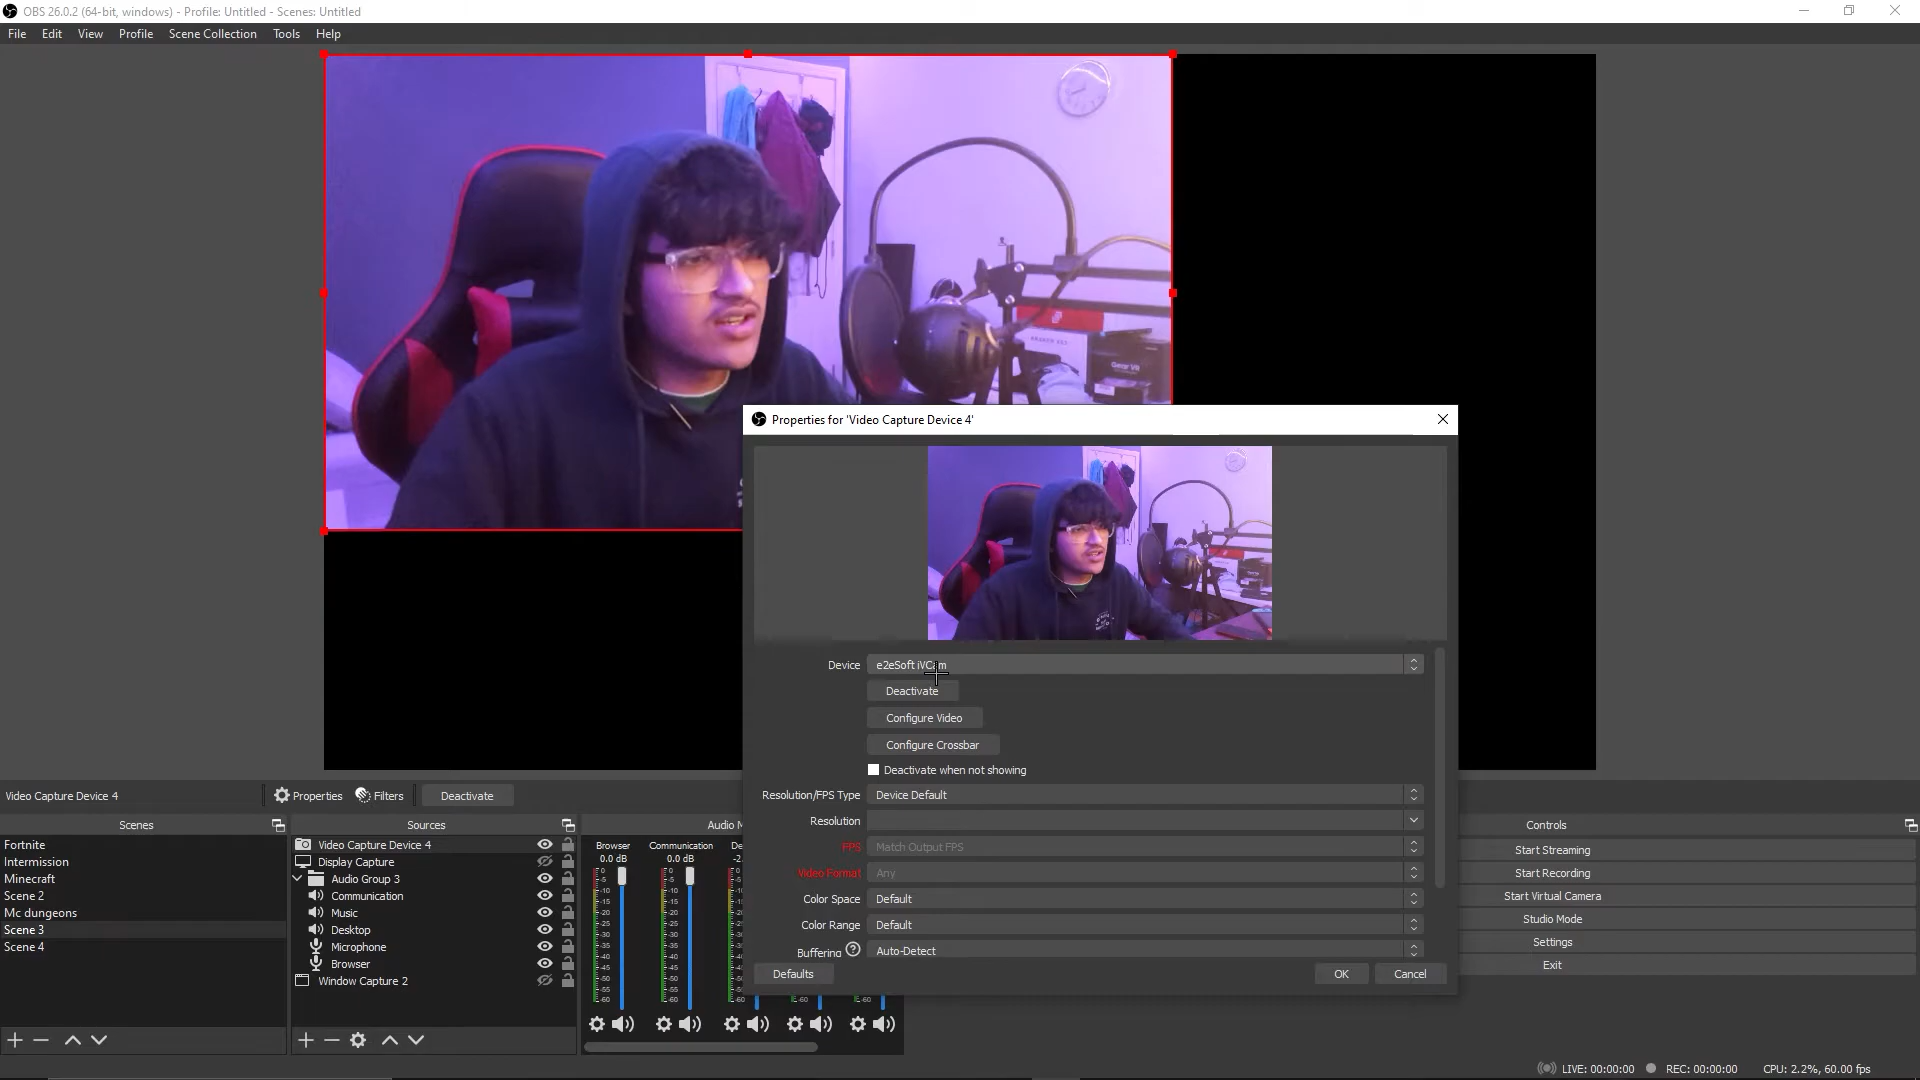 OBS 26.0.2 (64-bit, windows) - Profile: Untitled - Scenes: Untitled
File Edit View Profile Scene Collection Tools Help
Properties for 'Video Capture Device 4'
Device e2eSoft iVCam
Deactivate
Configure Video
Configure Crossbar
Deactivate when not showing
Resolution/FPS Type Device Default
Resolution
FPS Match Output FPS
Video Format Any
Color Space Default
Color Range Default
Buffering Auto-Detect
Defaults OK Cancel
Video Capture Device 4 Properties Filters Deactivate
Scenes
Fortnite
Intermission
Minecraft
Scene 2
Mc dungeons
Scene 3
Scene 4
Sources
Video Capture Device 4
Display Capture
Audio Group 3
Communication
Music
Desktop
Microphone
Browser
Window Capture 2
Audio M
Browser Communication De
0.0 dB 0.0 dB -2.
Controls
Start Streaming
Start Recording
Start Virtual Camera
Studio Mode
Settings
Exit
LIVE: 00:00:00 REC: 00:00:00 CPU: 2.2%, 60.00 fps
Gear VR